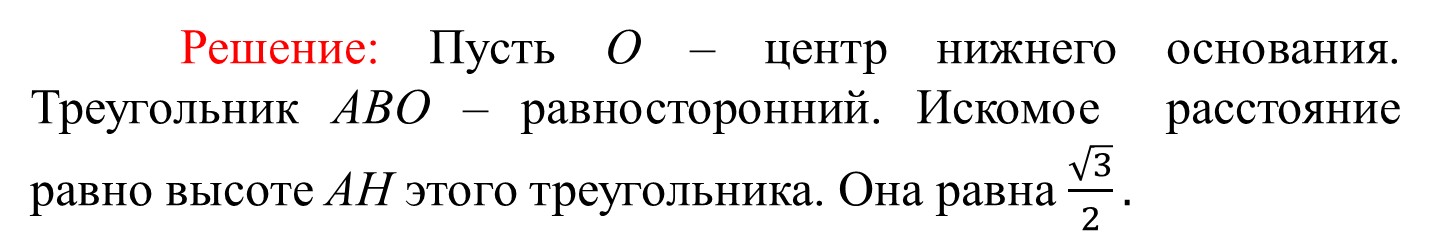 Решение: Пусть O – центр нижнего основания.
Треугольник ABO – равносторонний. Искомое расстояние
равно высоте AH этого треугольника. Она равна √3/2.